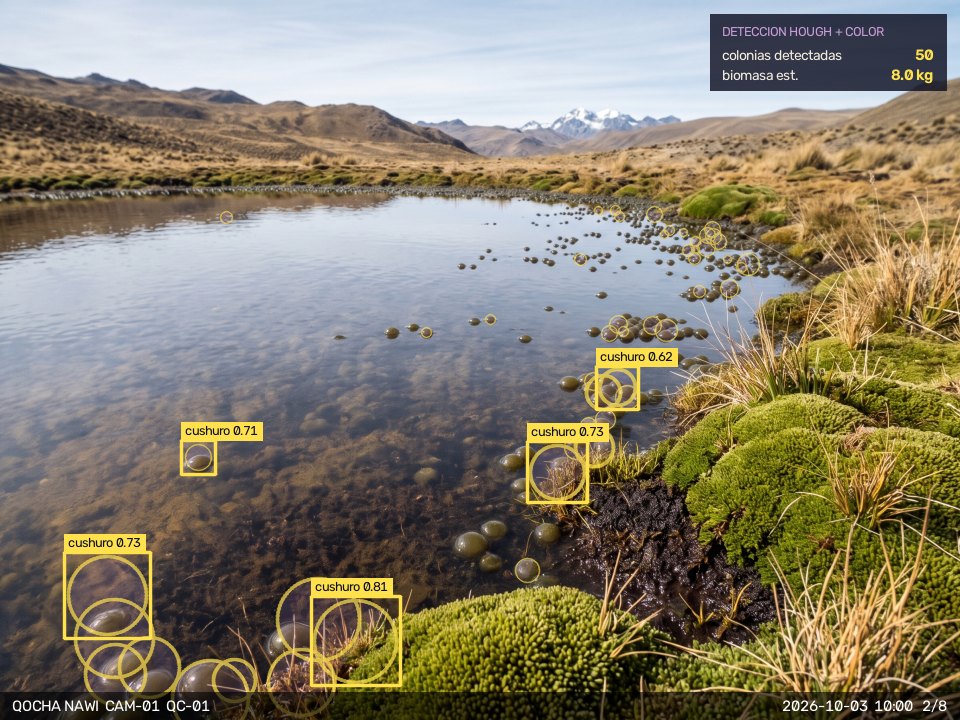 DETECCION HOUGH + COLOR
colonias detectadas 50
biomasa est. 8.0 kg
cushuro 0.62
cushuro 0.71
cushuro 0.73
cushuro 0.73
cushuro 0.81
QOCHA NAWI CAM-01 QC-01 2026-10-03 10:00 2/8